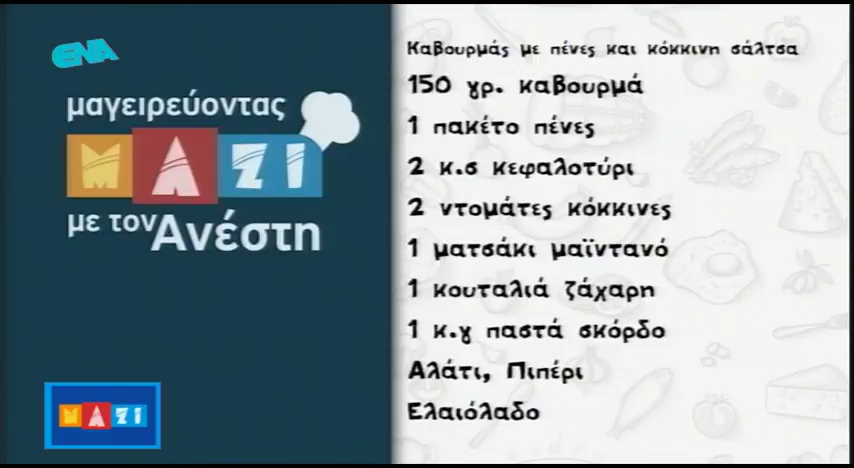 ENA
μαγειρεύοντας
ΜΑΖΙ
με τον Ανέστη
ΜΑΖΙ
Καβουρμάς με πένες και κόκκινη σάλτσα
150 γρ. καβουρμά
1 πακέτο πένες
2 κ.σ κεφαλοτύρι
2 ντομάτες κόκκινες
1 ματσάκι μαϊντανό
1 κουταλιά ζάχαρη
1 κ.γ παστά σκόρδο
Αλάτι, Πιπέρι
Ελαιόλαδο